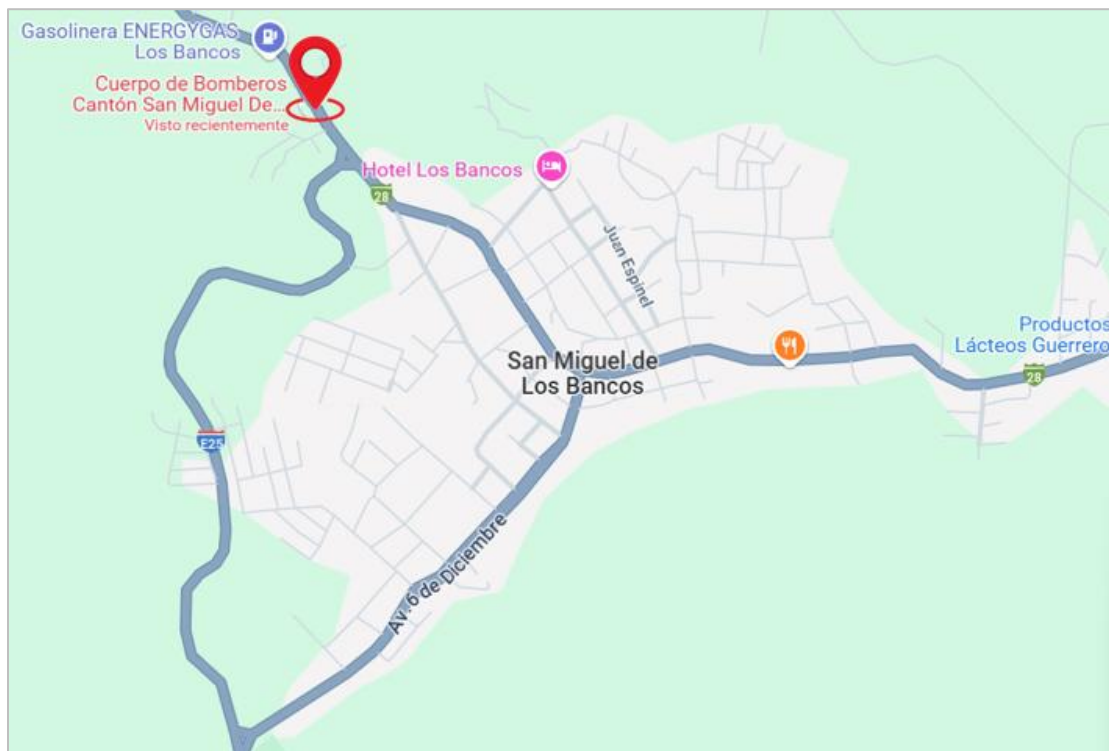 Gasolinera ENERGYGAS
Los Bancos
Cuerpo de Bomberos
Cantón San Miguel De...
Visto recientemente
Hotel Los Bancos
28
Juan Espinel
San Miguel de
Los Bancos
Productos
Lácteos Guerrero
28
E25
Av. 6 de Diciembre